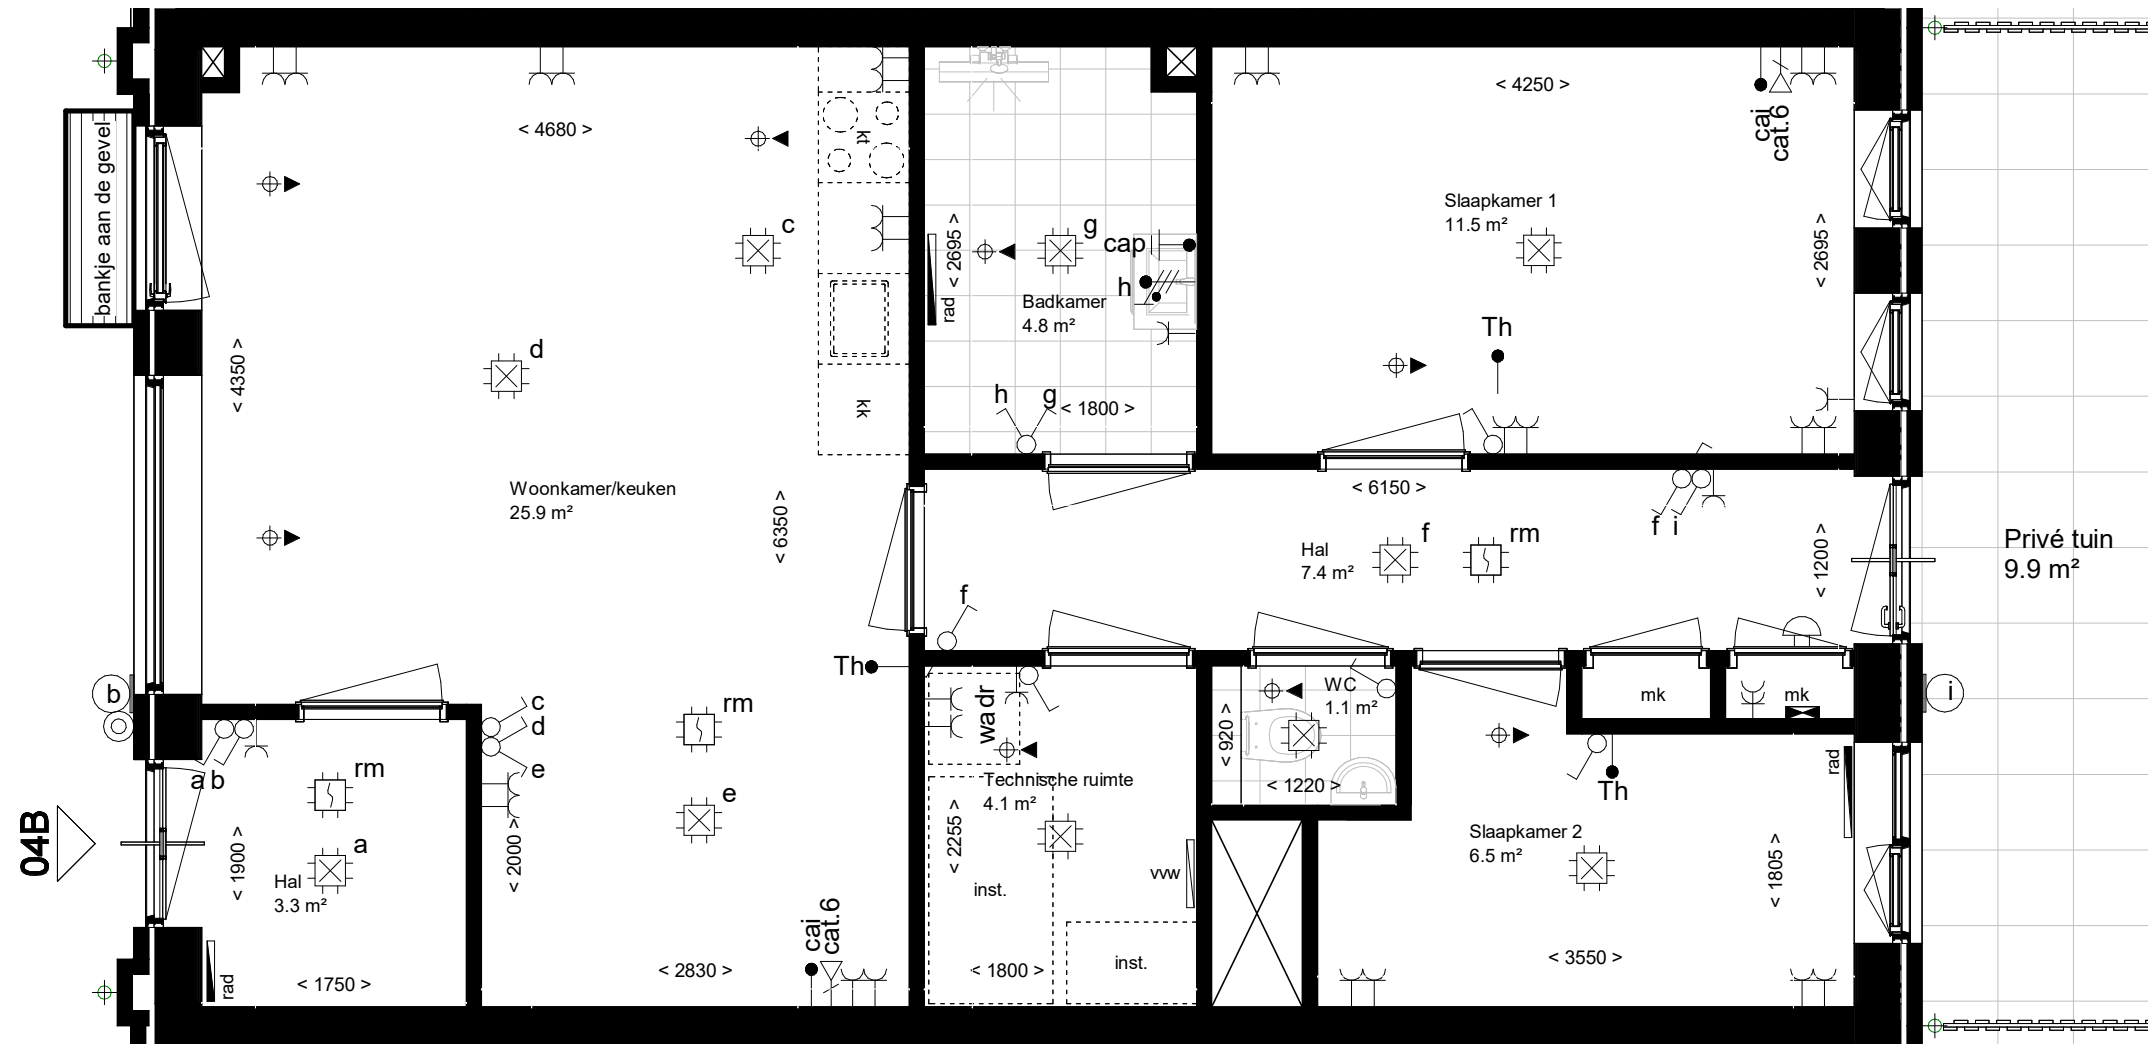 bankje aan de gevel
< 4680 >
kt
c
d
< 4350 >
kk
Woonkamer/keuken
25.9 m²
< 6350 >
g
cap
h
< 2695 >
rad
Badkamer
4.8 m²
h
g
< 1800 >
< 4250 >
caj
cat.6
Slaapkamer 1
11.5 m²
< 2695 >
Th
< 6150 >
f i
Hal
7.4 m²
f
rm
< 1200 >
Privé tuin
9.9 m²
f
Th
b
c
d
e
a b
rm
rm
a
e
< 1900 >
Hal
3.3 m²
rad
< 1750 >
< 2000 >
< 2830 >
caj
cat.6
04B
wa dr
Technische ruimte
4.1 m²
< 2255 >
inst.
vvw
< 1800 >
inst.
WC
1.1 m²
< 920 >
< 1220 >
mk
mk
i
Th
rad
Slaapkamer 2
6.5 m²
< 1805 >
< 3550 >